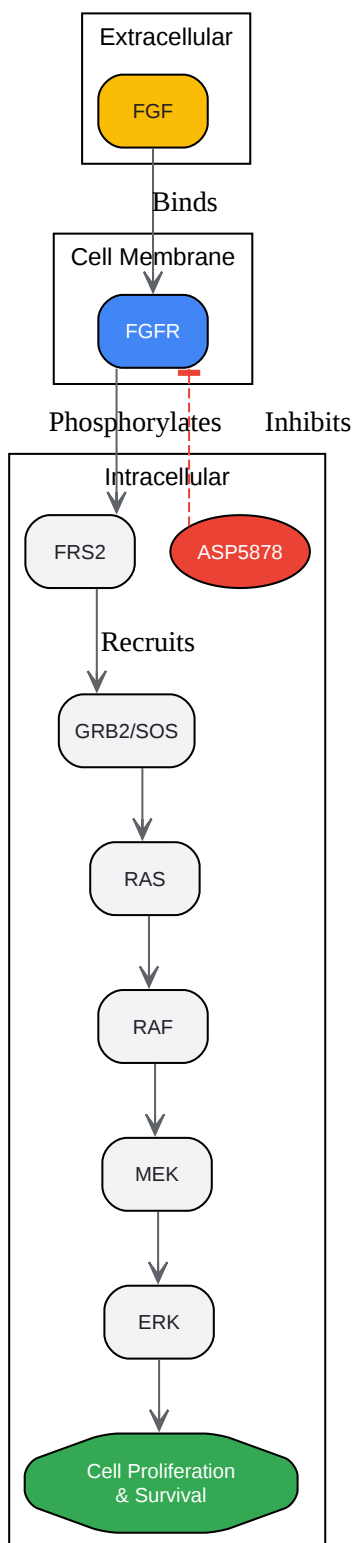 Extracellular
FGF
Binds
Cell Membrane
FGFR
Phosphorylates
Inhibits
Intracellular
FRS2
ASP5878
Recruits
GRB2/SOS
RAS
RAF
MEK
ERK
Cell Proliferation
& Survival